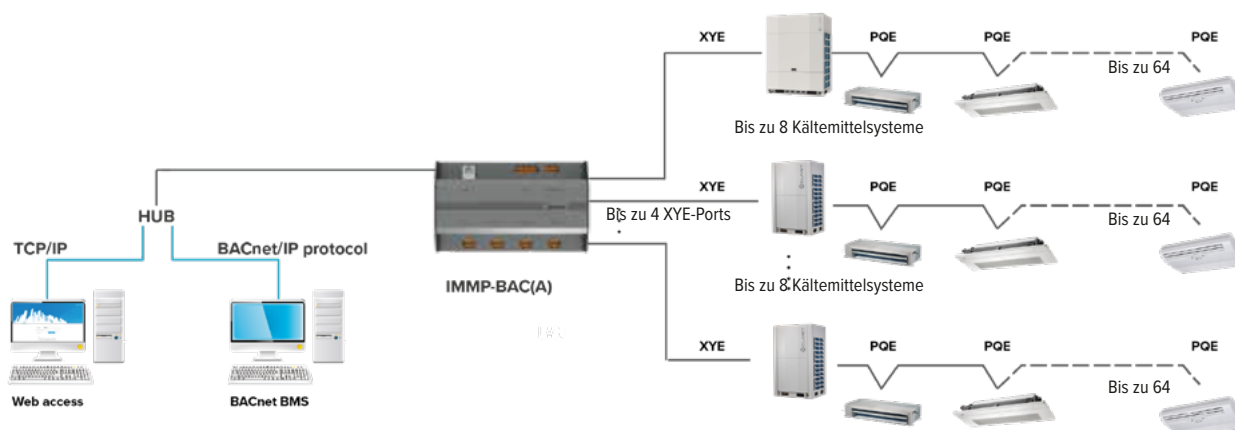 XYE
PQE
PQE
PQE
Bis zu 64
Bis zu 8 Kältemittelsysteme
XYE
PQE
PQE
PQE
Bis zu 4 XYE-Ports
Bis zu 64
HUB
TCP/IP
BACnet/IP protocol
IMMP-BAC(A)
Bis zu 8 Kältemittelsysteme
XYE
PQE
PQE
PQE
Bis zu 64
Web access
BACnet BMS